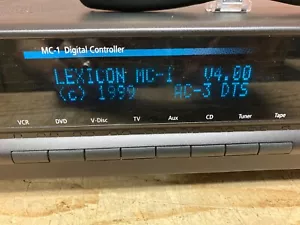 MC-1 Digital Controller
LEXICON MC-1 V4.00
(c) 1999 AC-3 DTS
VCR DVD V-Disc TV Aux CD Tuner Tape